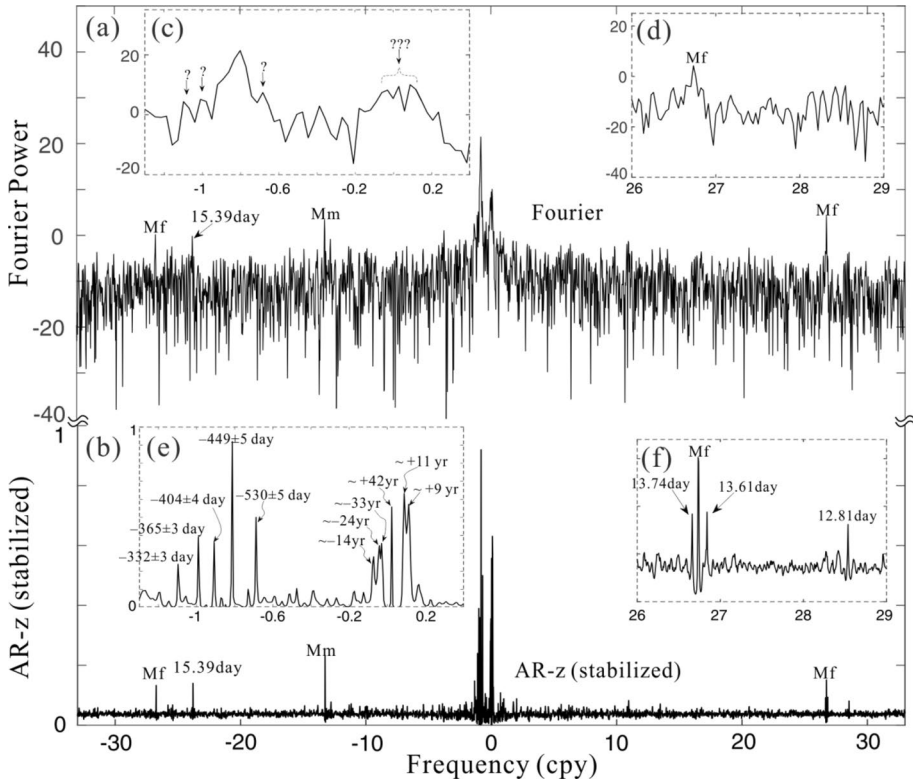 50
(a)
(c)
(d)
40
20
0
-20
-1
-0.6
-0.2
0.2
?
?
?
???
20
0
-20
-40
26
27
28
29
Mf
20
0
-20
-40
Fourier Power
Mf
15.39day
Mm
Fourier
Mf
1
(b)
(e)
(f)
1
0
–449±5 day
–404±4 day
–365±3 day
–332±3 day
–530±5 day
~ +11 yr
~ +42yr
~ +9 yr
~–33yr
~–24yr
~–14yr
-1
-0.6
-0.2
0.2
Mf
13.74day
13.61day
12.81day
26
27
28
29
AR-z (stabilized)
Mf
15.39day
Mm
AR-z (stabilized)
Mf
0
-30
-20
-10
0
10
20
30
Frequency (cpy)